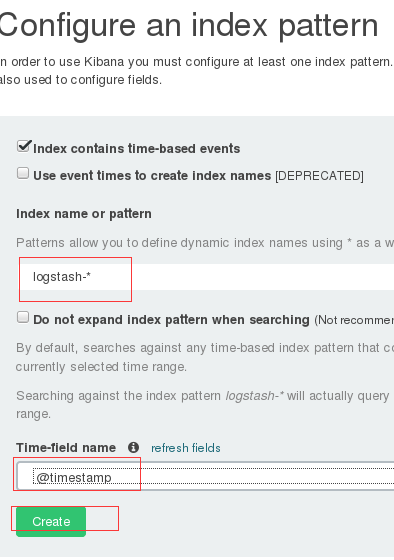 Configure an index pattern
n order to use Kibana you must configure at least one index pattern.
also used to configure fields.
Index contains time-based events
Use event times to create index names [DEPRECATED]
Index name or pattern
Patterns allow you to define dynamic index names using * as a w
logstash-*
Do not expand index pattern when searching (Not recommen
By default, searches against any time-based index pattern that co
currently selected time range.
Searching against the index pattern logstash-* will actually query
range.
Time-field name refresh fields
@timestamp
Create